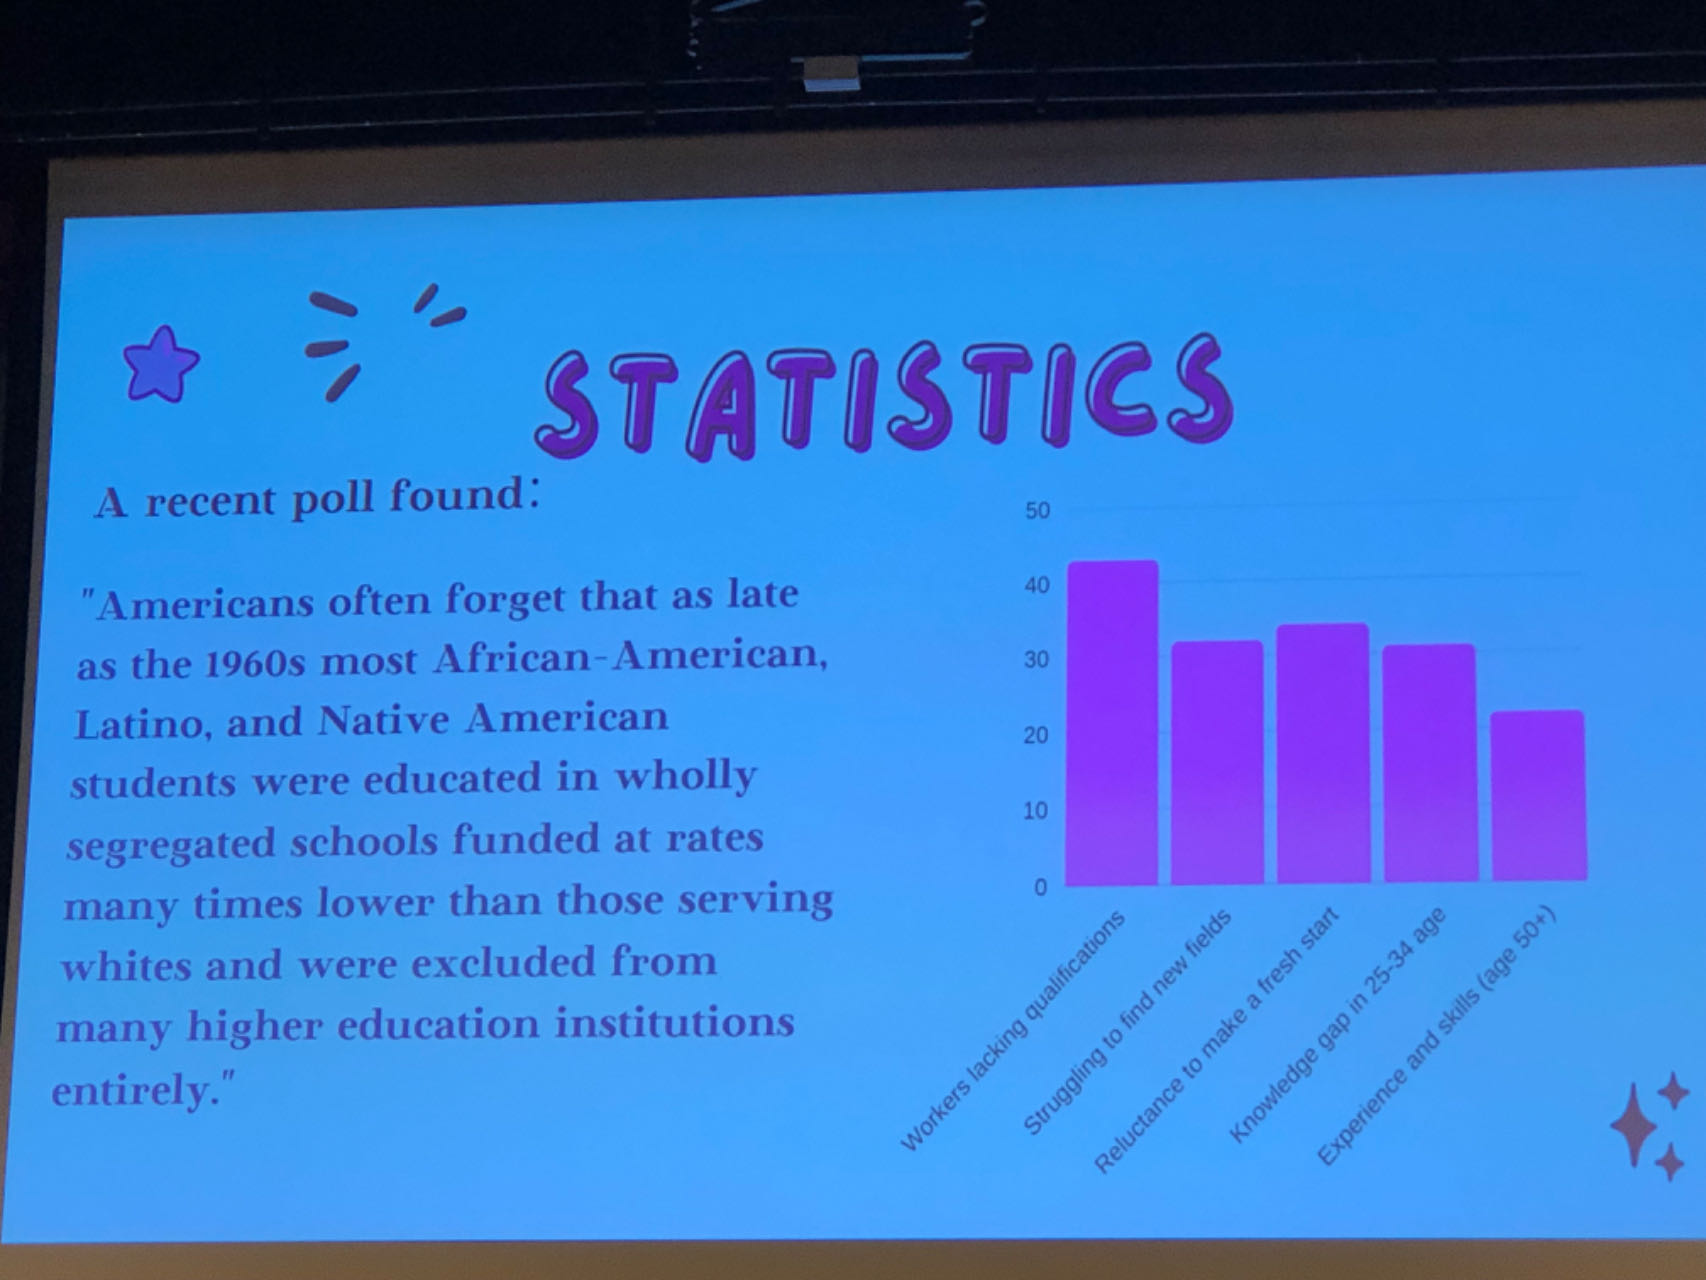 STATISTICS
A recent poll found:
"Americans often forget that as late
as the 1960s most African-American,
Latino, and Native American
students were educated in wholly
segregated schools funded at rates
many times lower than those serving
whites and were excluded from
many higher education institutions
entirely."
50
40
30
20
10
0
Workers lacking qualifications
Struggling to find new fields
Reluctance to make a fresh start
Knowledge gap in 25-34 age
Experience and skills (age 50+)